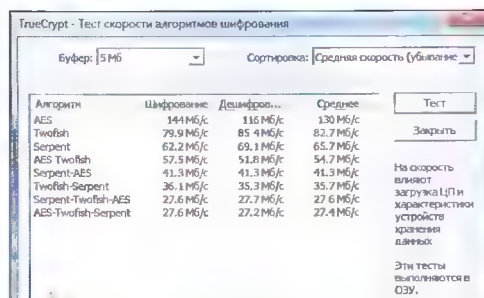 TrueCrypt - Тест скорости алгоритмов шифрования
Буфер: 5 Мб
Сортировка: Средняя скорость (убывание
Алгоритм Шифрование Дешифров... Среднее
AES 144 Мб/с 116 Мб/с 130 Мб/с
Twofish 79.9 Мб/с 85 4 Мб/с 82.7 Мб/с
Serpent 62.2 Мб/с 69.1 Мб/с 65.7 Мб/с
AES Twofish 57.5 Мб/с 51.8 Мб/с 54.7 Мб/с
Serpent-AES 41.3 Мб/с 41.3 Мб/с 41.3 Мб/с
Twofish-Serpent 36.1 Мб/с 35,3 Мб/с 35.7 Мб/с
Serpent-Twofish-AES 27.6 Мб/с 27.7 Мб/с 27 6 Мб/с
AES-Twofish-Serpent 27.6 Мб/с 27.2 Мб/с 27.4 Мб/с
Тест
Закрыть
На скорость
влияют
загрузка ЦП и
характеристики
устройств
хранения
данных
Эти тесты
выполняются в
ОЗУ.